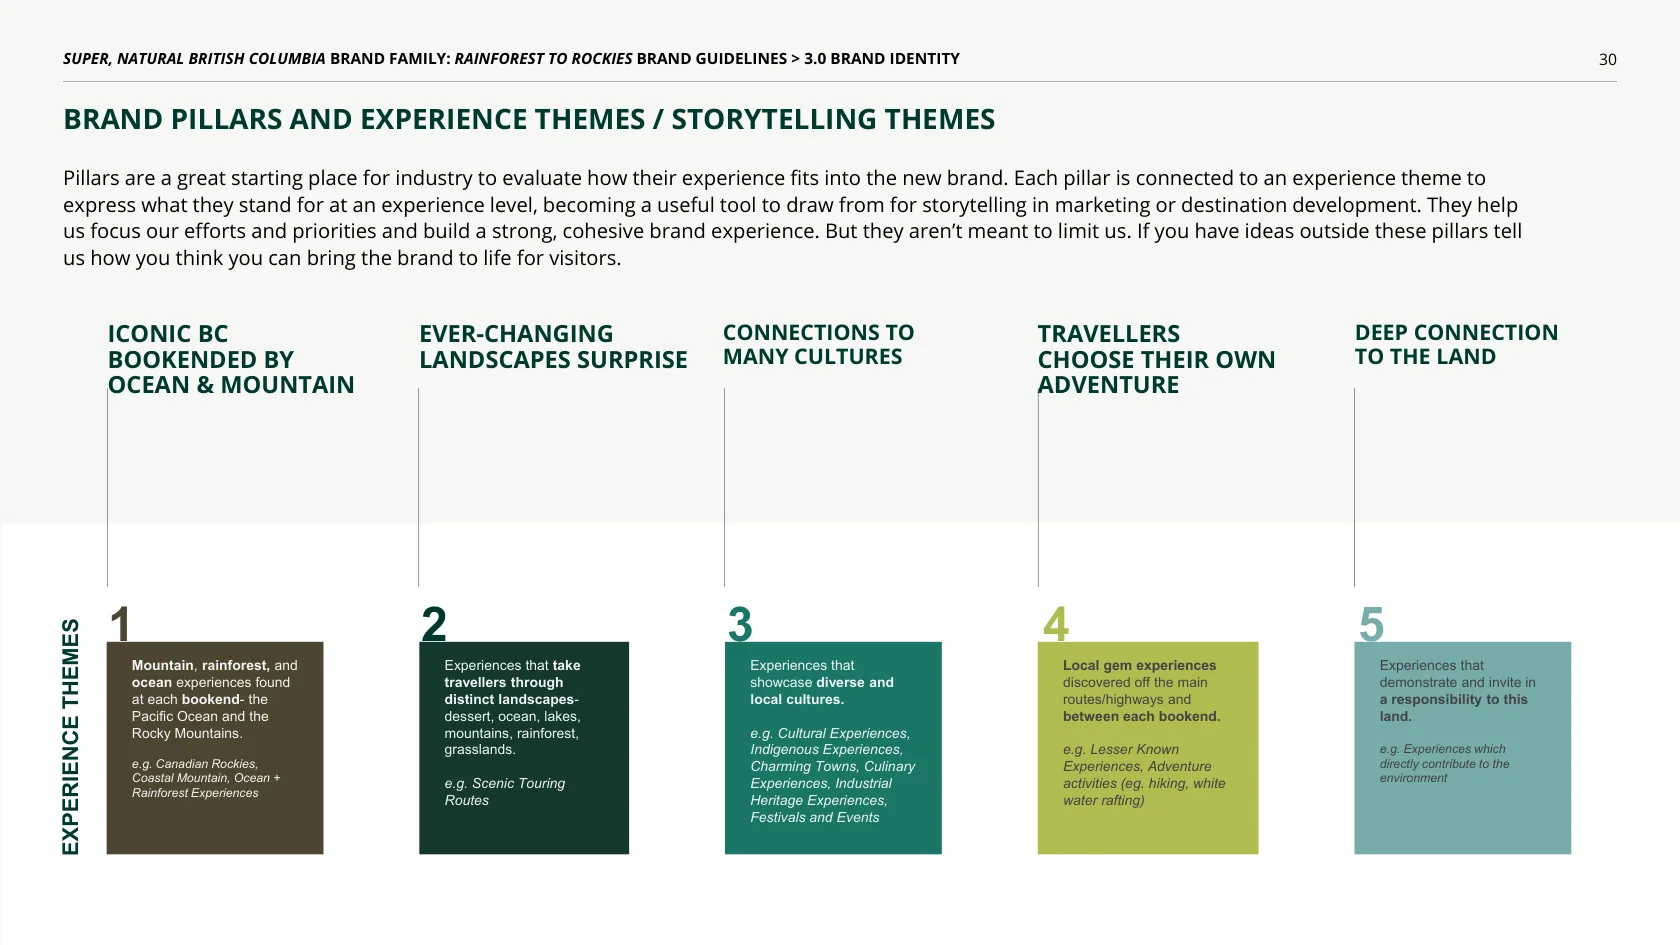 SUPER, NATURAL BRITISH COLUMBIA BRAND FAMILY: RAINFOREST TO ROCKIES BRAND GUIDELINES > 3.0 BRAND IDENTITY
30
BRAND PILLARS AND EXPERIENCE THEMES / STORYTELLING THEMES
Pillars are a great starting place for industry to evaluate how their experience fits into the new brand. Each pillar is connected to an experience theme to
express what they stand for at an experience level, becoming a useful tool to draw from for storytelling in marketing or destination development. They help
us focus our efforts and priorities and build a strong, cohesive brand experience. But they aren’t meant to limit us. If you have ideas outside these pillars tell
us how you think you can bring the brand to life for visitors.
ICONIC BC
BOOKENDED BY
OCEAN & MOUNTAIN
EVER-CHANGING
LANDSCAPES SURPRISE
CONNECTIONS TO
MANY CULTURES
TRAVELLERS
CHOOSE THEIR OWN
ADVENTURE
DEEP CONNECTION
TO THE LAND
EXPERIENCE THEMES
1
Mountain, rainforest, and
ocean experiences found
at each bookend- the
Pacific Ocean and the
Rocky Mountains.
e.g. Canadian Rockies,
Coastal Mountain, Ocean +
Rainforest Experiences
2
Experiences that take
travellers through
distinct landscapes-
dessert, ocean, lakes,
mountains, rainforest,
grasslands.
e.g. Scenic Touring
Routes
3
Experiences that
showcase diverse and
local cultures.
e.g. Cultural Experiences,
Indigenous Experiences,
Charming Towns, Culinary
Experiences, Industrial
Heritage Experiences,
Festivals and Events
4
Local gem experiences
discovered off the main
routes/highways and
between each bookend.
e.g. Lesser Known
Experiences, Adventure
activities (eg. hiking, white
water rafting)
5
Experiences that
demonstrate and invite in
a responsibility to this
land.
e.g. Experiences which
directly contribute to the
environment